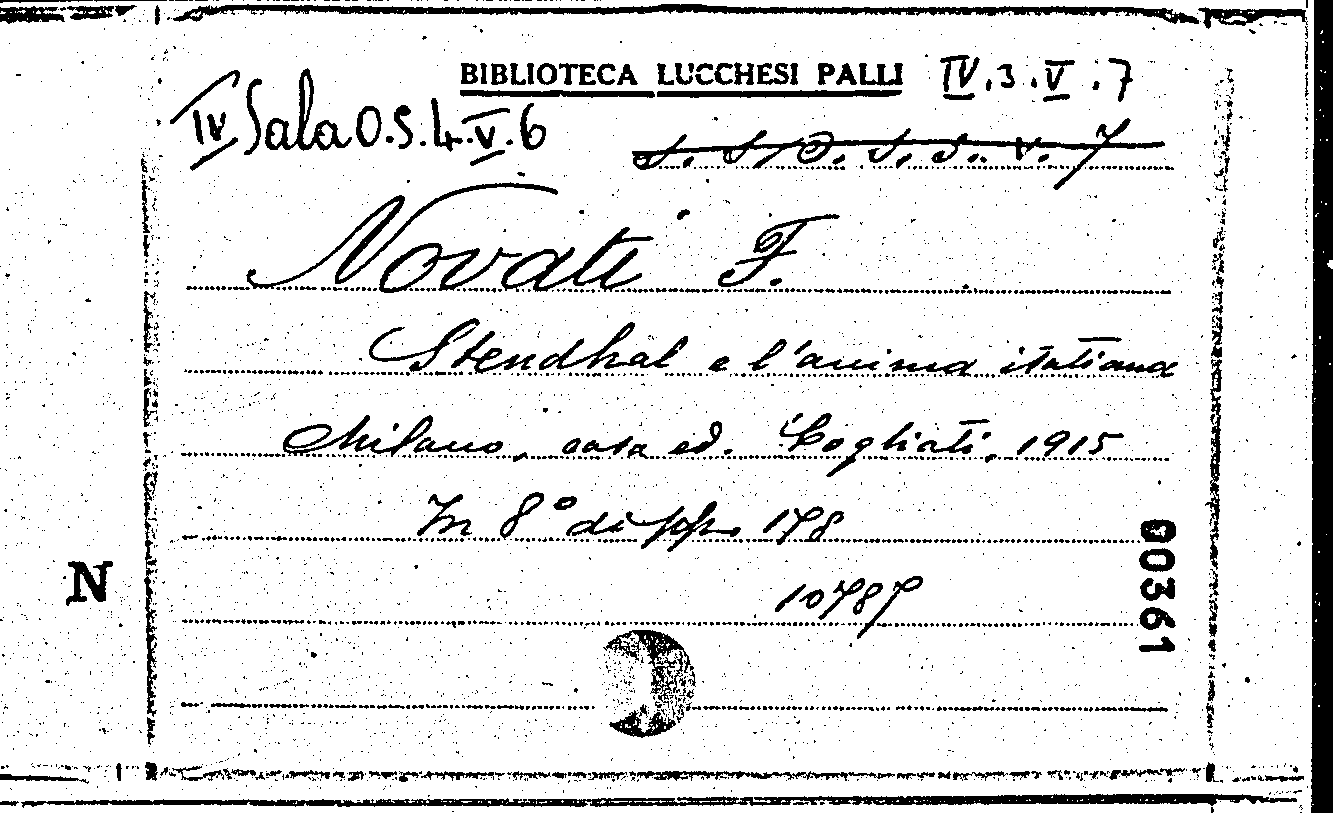 BIBLIOTECA LUCCHESI PALLI IV.3.V.7
IV Sala O.S.4.V.6
Novati F.
Stendhal e l'anima italiana
Milano, casa ed. Cogliati, 1915
In 8° di pp. 178
10787
00361
N